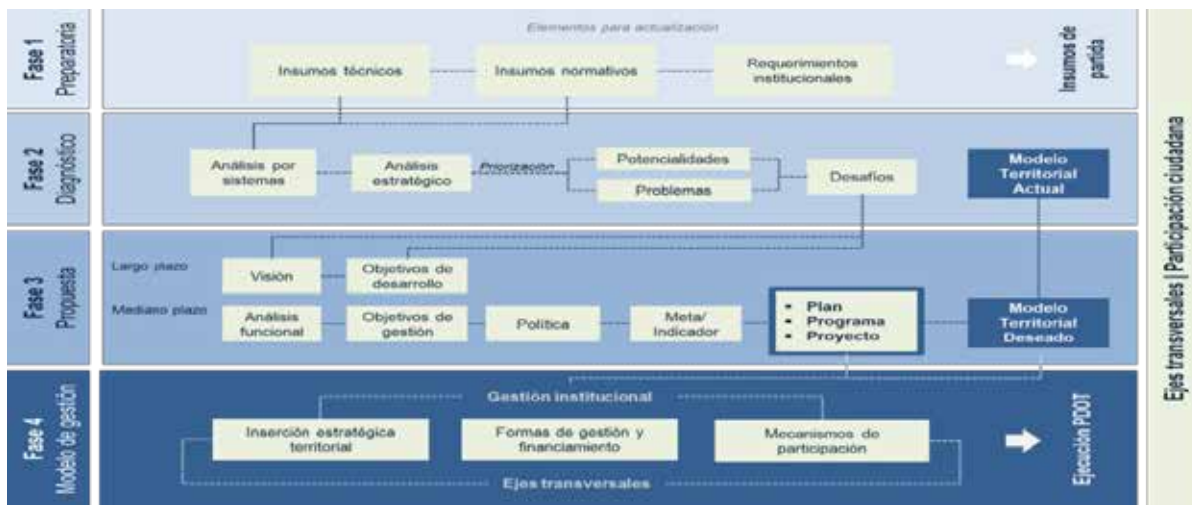 Fase 1
Preparatoria
Elementos para actualización
Insumos técnicos
Insumos normativos
Requerimientos
institucionales
Insumos de
partida
Fase 2
Diagnostico
Análisis por
sistemas
Análisis
estratégico
Priorización
Potencialidades
Problemas
Desafíos
Modelo
Territorial
Actual
Fase 3
Propuesta
Largo plazo
Visión
Objetivos de
desarrollo
Mediano plazo
Análisis
funcional
Objetivos de
gestión
Política
Meta/
Indicador
▪ Plan
▪ Programa
▪ Proyecto
Modelo
Territorial
Deseado
Fase 4
Modelo de gestión
Gestión institucional
Inserción estratégica
territorial
Formas de gestión y
financiamiento
Mecanismos de
participación
Ejes transversales
Ejecución PDOT
Ejes transversales | Participación ciudadana